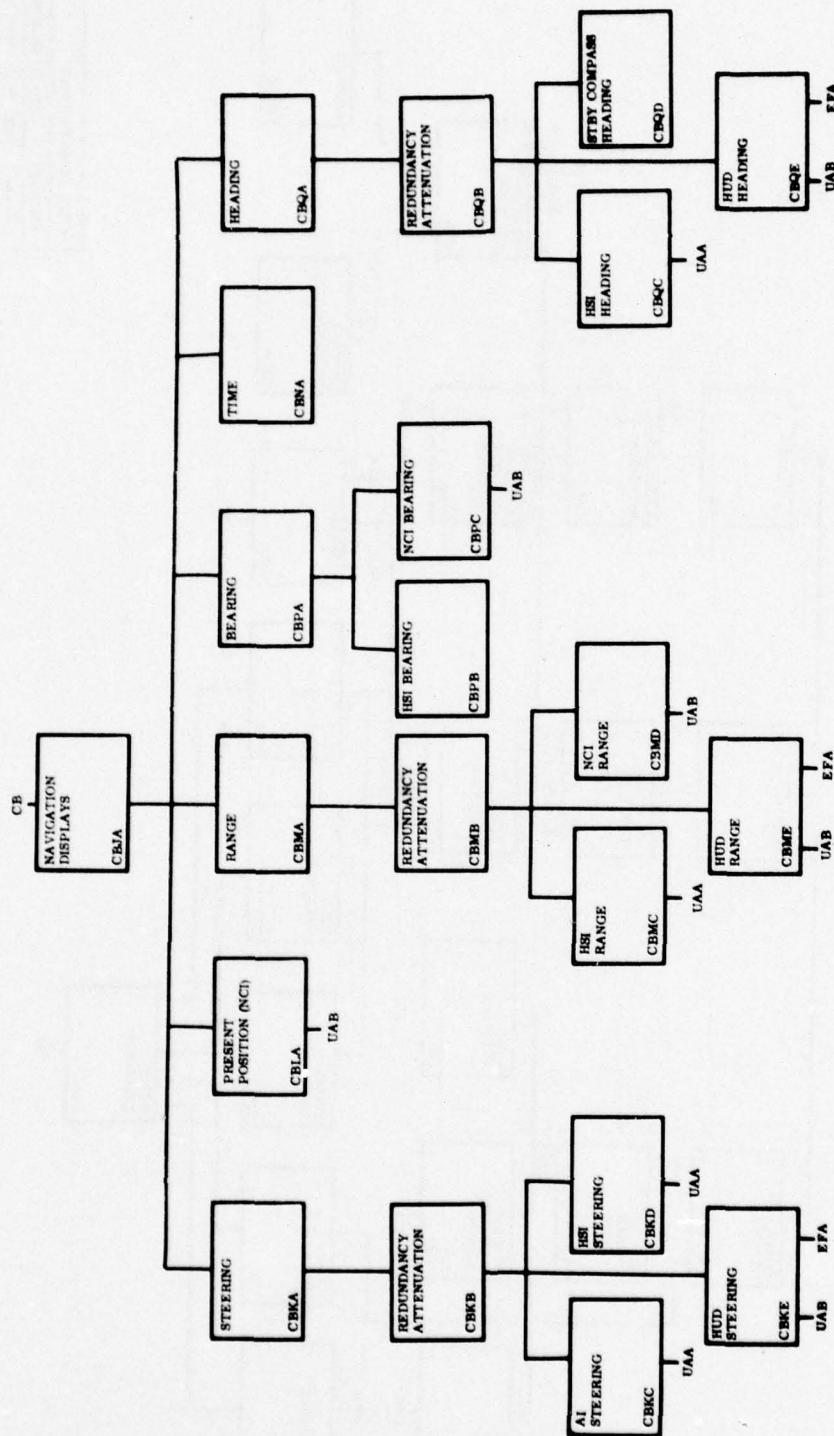 CB
NAVIGATION
DISPLAYS
CBJA
STEERING
CBKA
PRESENT
POSITION (NCI)
CBLA
UAB
RANGE
CBMA
BEARING
CBPA
TIME
CBNA
HEADING
CBQA
REDUNDANCY
ATTENUATION
CBKB
REDUNDANCY
ATTENUATION
CBMB
HSI BEARING
CBPB
NCI BEARING
CBPC
UAB
REDUNDANCY
ATTENUATION
CBQB
AI
STEERING
CBKC
UAA
HSI
STEERING
CBKD
UAA
HSI
RANGE
CBMC
UAA
NCI
RANGE
CBMD
UAB
HSI
HEADING
CBQC
UAA
STBY COMPASS
HEADING
CBQD
HUD
STEERING
CBKE
UAB
EFA
HUD
RANGE
CBME
UAB
EFA
HUD
HEADING
CBQE
UAB
EFA